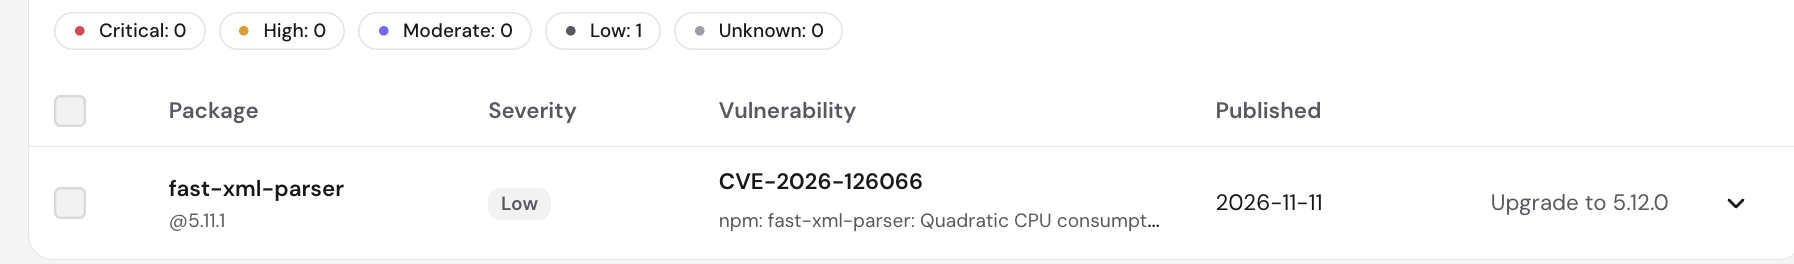 Critical: 0 High: 0 Moderate: 0 Low: 1 Unknown: 0
Package Severity Vulnerability Published
fast-xml-parser
@5.11.1
Low
CVE-2026-126066
npm: fast-xml-parser: Quadratic CPU consumpt...
2026-11-11
Upgrade to 5.12.0